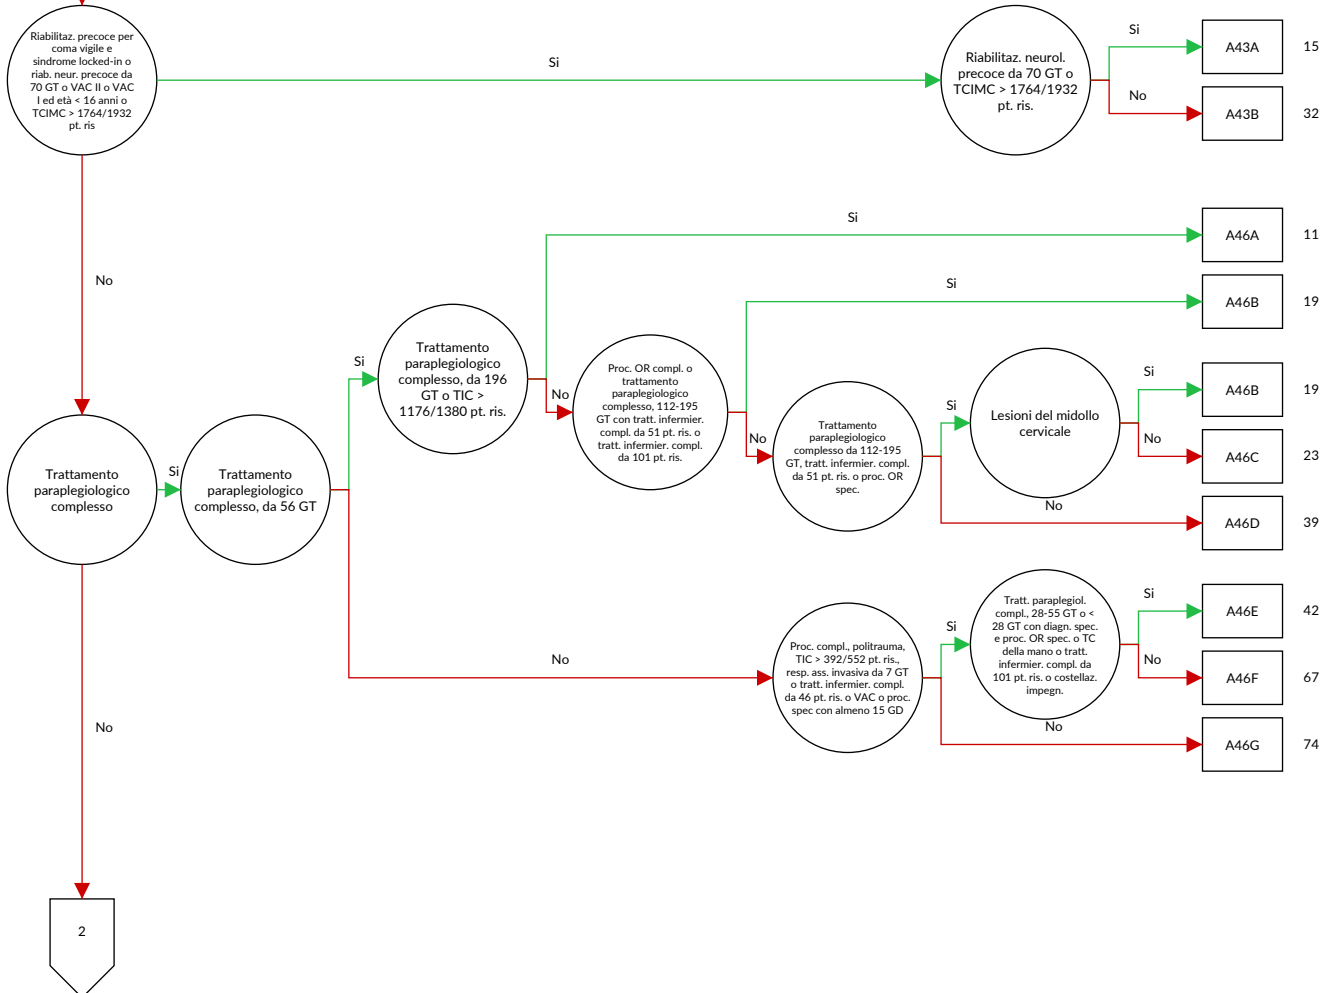 Riabilitaz. precoce per
coma vigile e
sindrome locked-in o
riab. neur. precoce da
70 GT o VAC II o VAC
I ed età < 16 anni o
TCIMC > 1764/1932
pt. ris
Si
Riabilitaz. neurol.
precoce da 70 GT o
TCIMC > 1764/1932
pt. ris.
Si
A43A
15
No
A43B
32
No
Si
A46A
11
Si
A46B
19
Si
Trattamento
paraplegiologico
complesso, da 196
GT o TIC >
1176/1380 pt. ris.
No
Proc. OR compl. o
trattamento
paraplegiologico
complesso, 112-195
GT con tratt. infermier.
compl. da 51 pt. ris. o
tratt. infermier. compl.
da 101 pt. ris.
No
Trattamento
paraplegiologico
complesso da 112-195
GT, tratt. infermier. compl.
da 51 pt. ris. o proc. OR
spec.
Si
Lesioni del midollo
cervicale
Si
A46B
19
No
A46C
23
No
A46D
39
Trattamento
paraplegiologico
complesso
Si
Trattamento
paraplegiologico
complesso, da 56 GT
No
Proc. compl., politrauma,
TIC > 392/552 pt. ris.,
resp. ass. invasiva da 7 GT
o tratt. infermier. compl.
da 46 pt. ris. o VAC o proc.
spec con almeno 15 GD
Si
Tratt. paraplegiol.
compl., 28-55 GT o <
28 GT con diagn. spec.
e proc. OR spec. o TC
della mano o tratt.
infermier. compl. da
101 pt. ris. o costellaz.
impegn.
Si
A46E
42
No
A46F
67
No
A46G
74
No
2